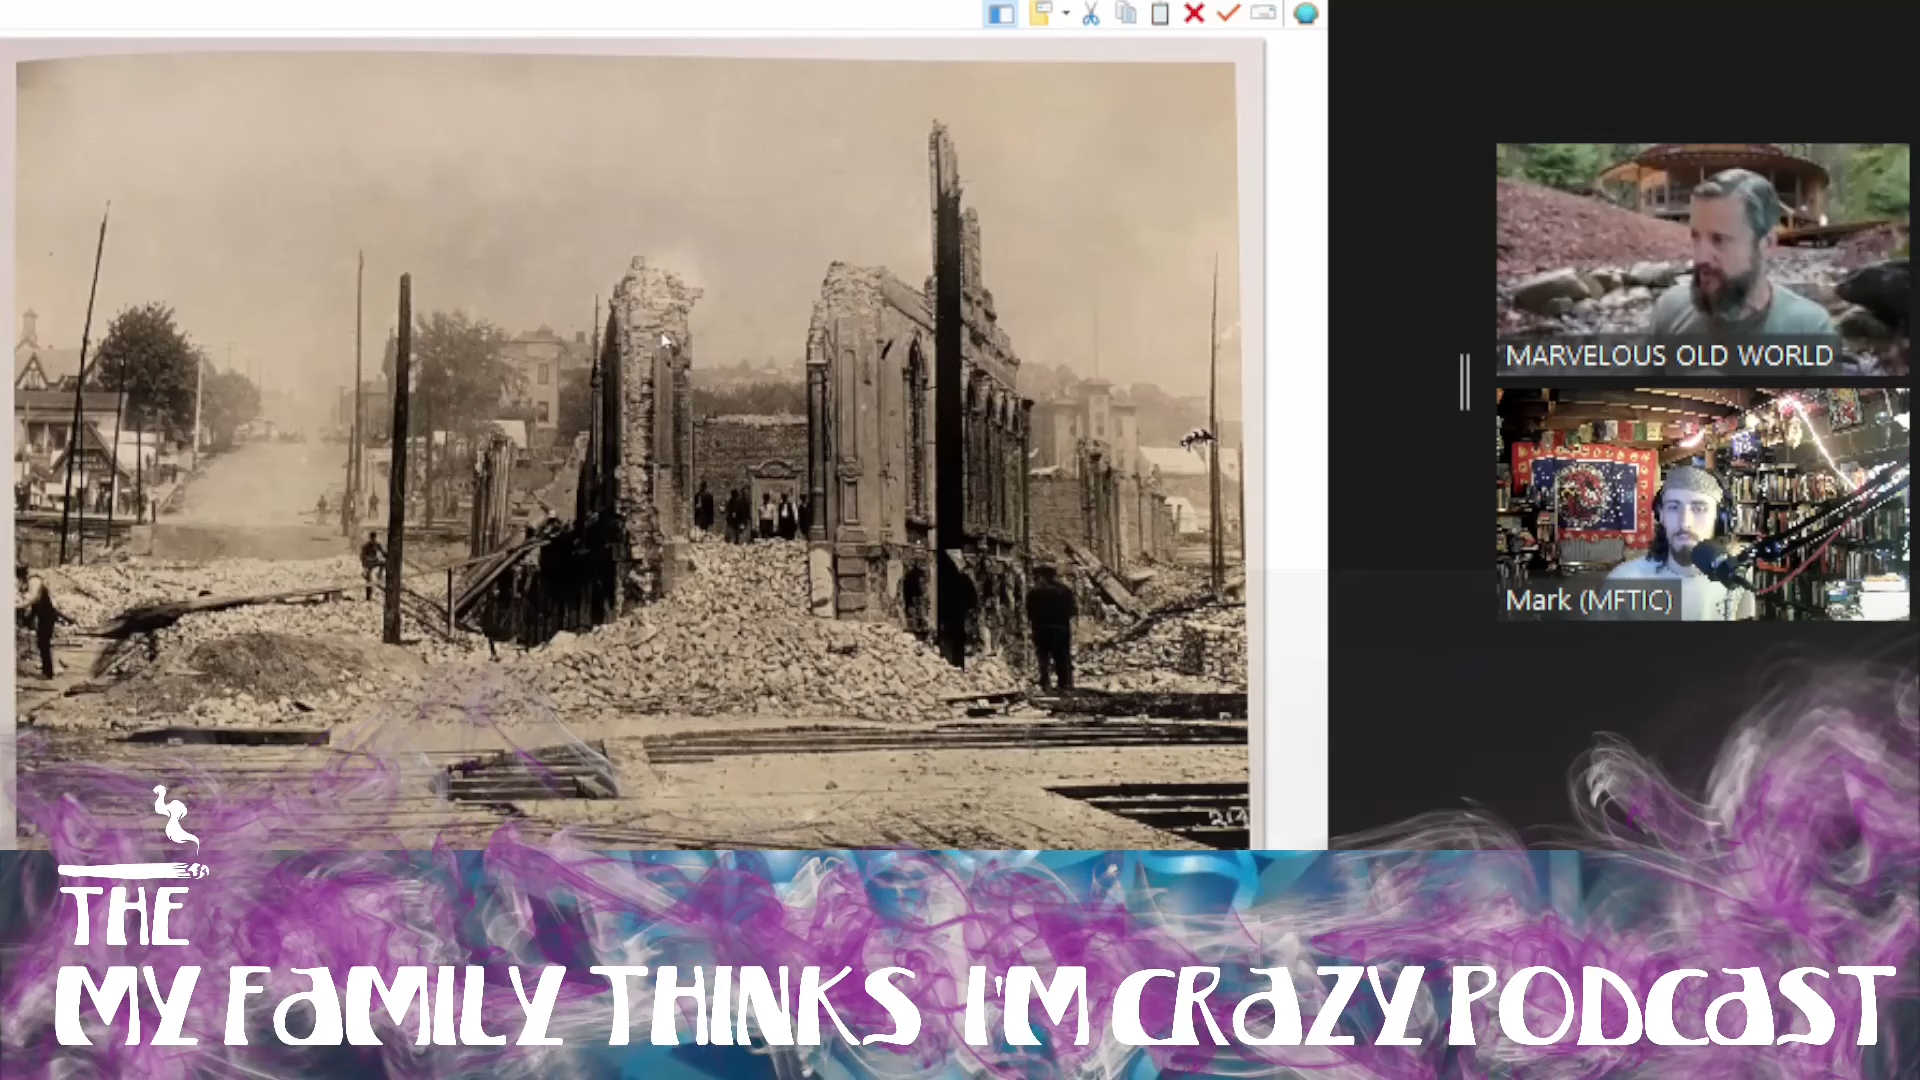 MARVELOUS OLD WORLD
Mark (MFTIC)
THE
MY FAMILY THINKS I'M CRAZY PODCAST